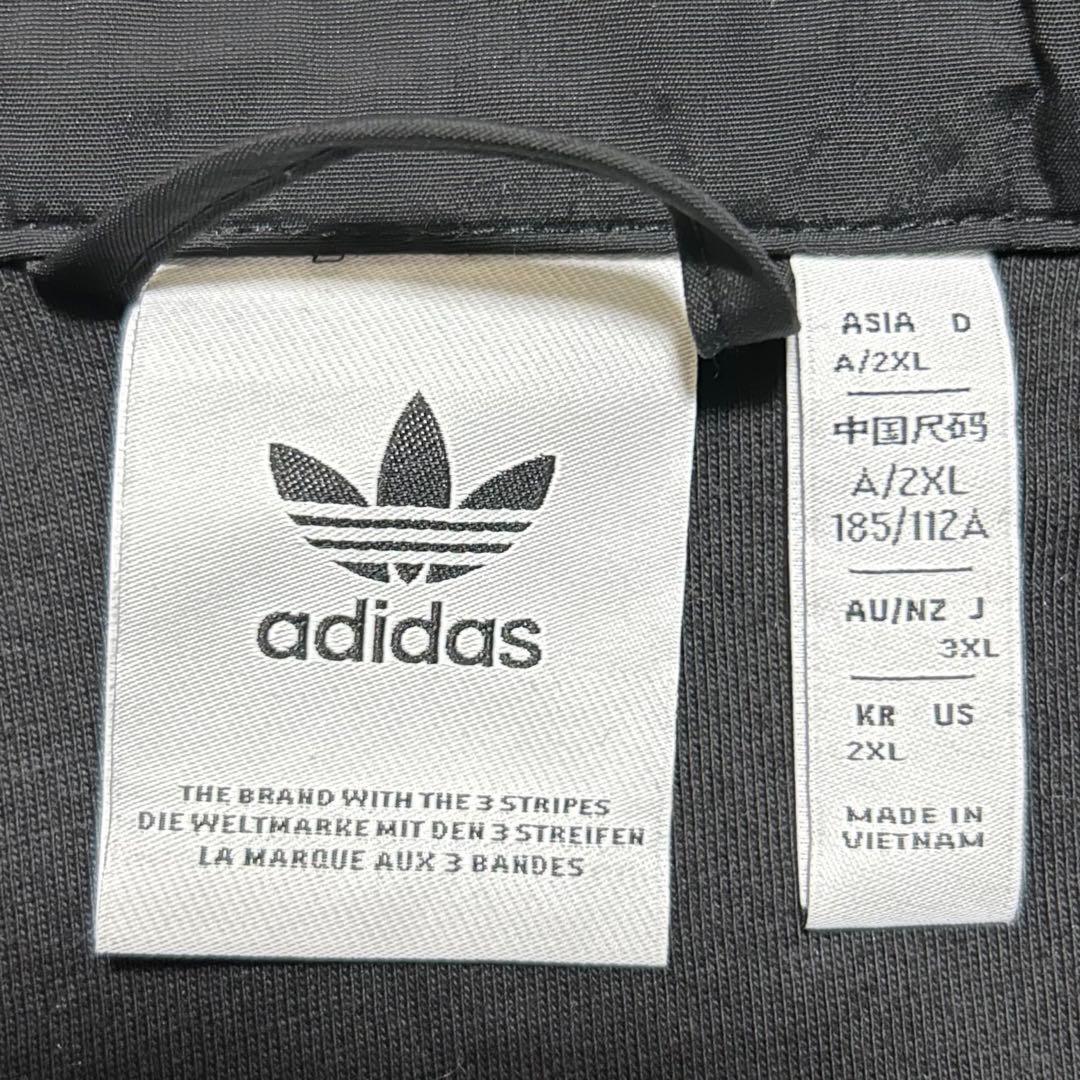 adidas
THE BRAND WITH THE 3 STRIPES
DIE WELTMARKE MIT DEN 3 STREIFEN
LA MARQUE AUX 3 BANDES
ASIA D
A/2XL
中国尺码
A/2XL
185/112A
AU/NZ J
3XL
KR US
2XL
MADE IN
VIETNAM